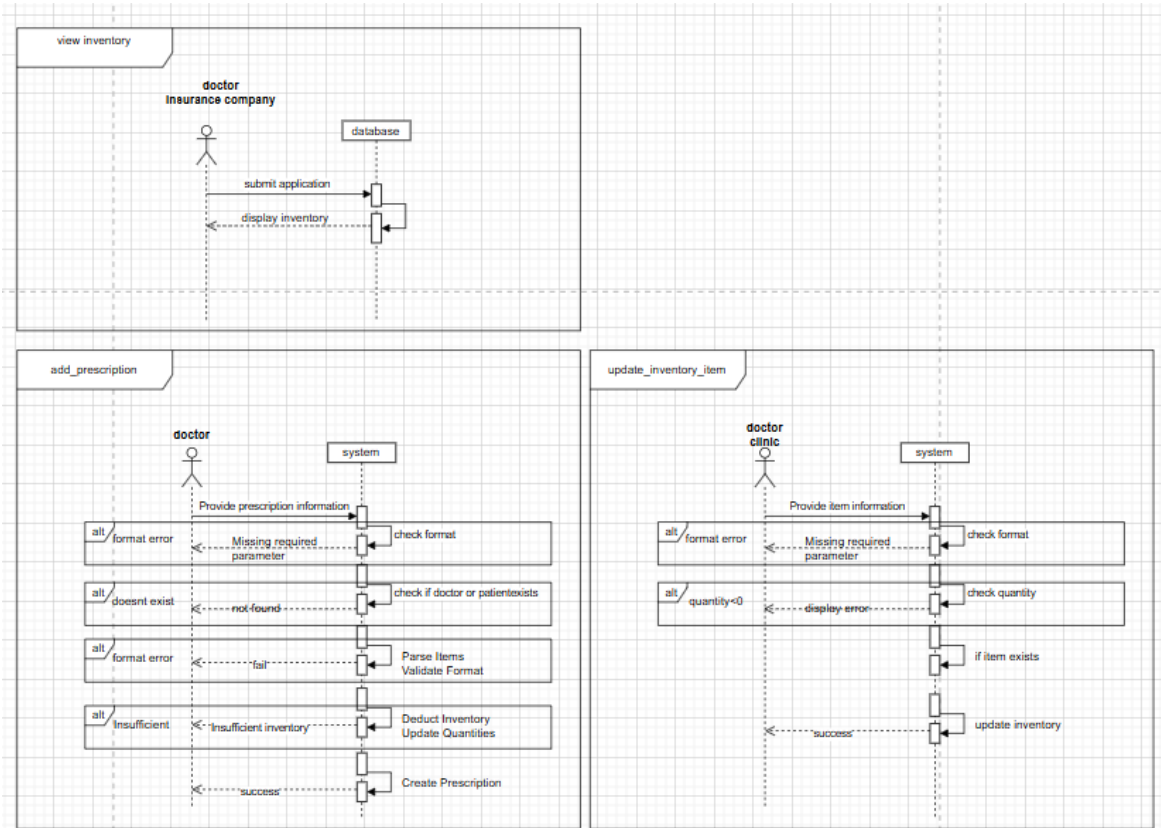 view inventory
doctor
insurance company
database
submit application
display inventory
add_prescription
doctor
system
Provide prescription information
alt
format error
Missing required
parameter
check format
alt
doesnt exist
not found
check if doctor or patientexists
alt
format error
fail
Parse Items
Validate Format
alt
Insufficient
Insufficient inventory
Deduct Inventory
Update Quantities
Create Prescription
success
update_inventory_item
doctor
clinic
system
Provide item information
alt
format error
Missing required
parameter
check format
alt
quantity<0
display error
check quantity
if item exists
update inventory
success